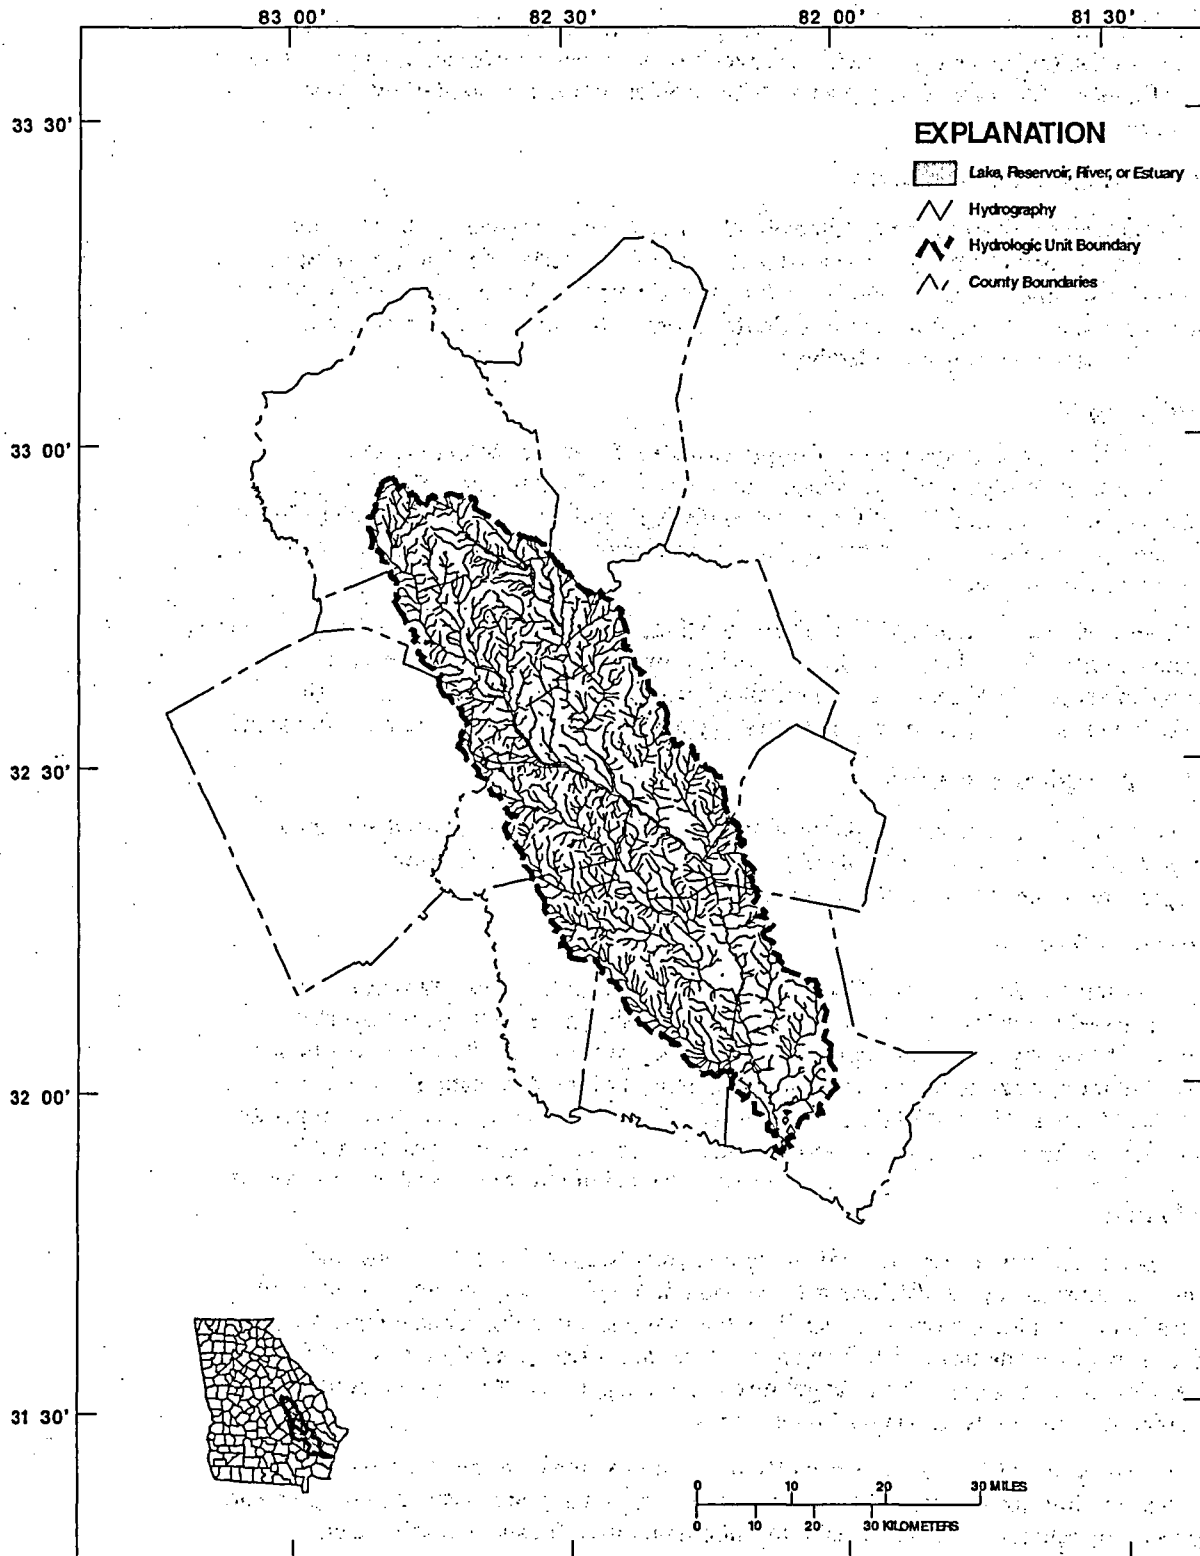 83 00' 82 30' 82 00' 81 30'
33 30'
EXPLANATION
Lake, Reservoir, River, or Estuary
Hydrography
Hydrologic Unit Boundary
County Boundaries
33 00'
32 30'
32 00'
31 30'
0 10 20 30 MILES
0 10 20 30 KILOMETERS